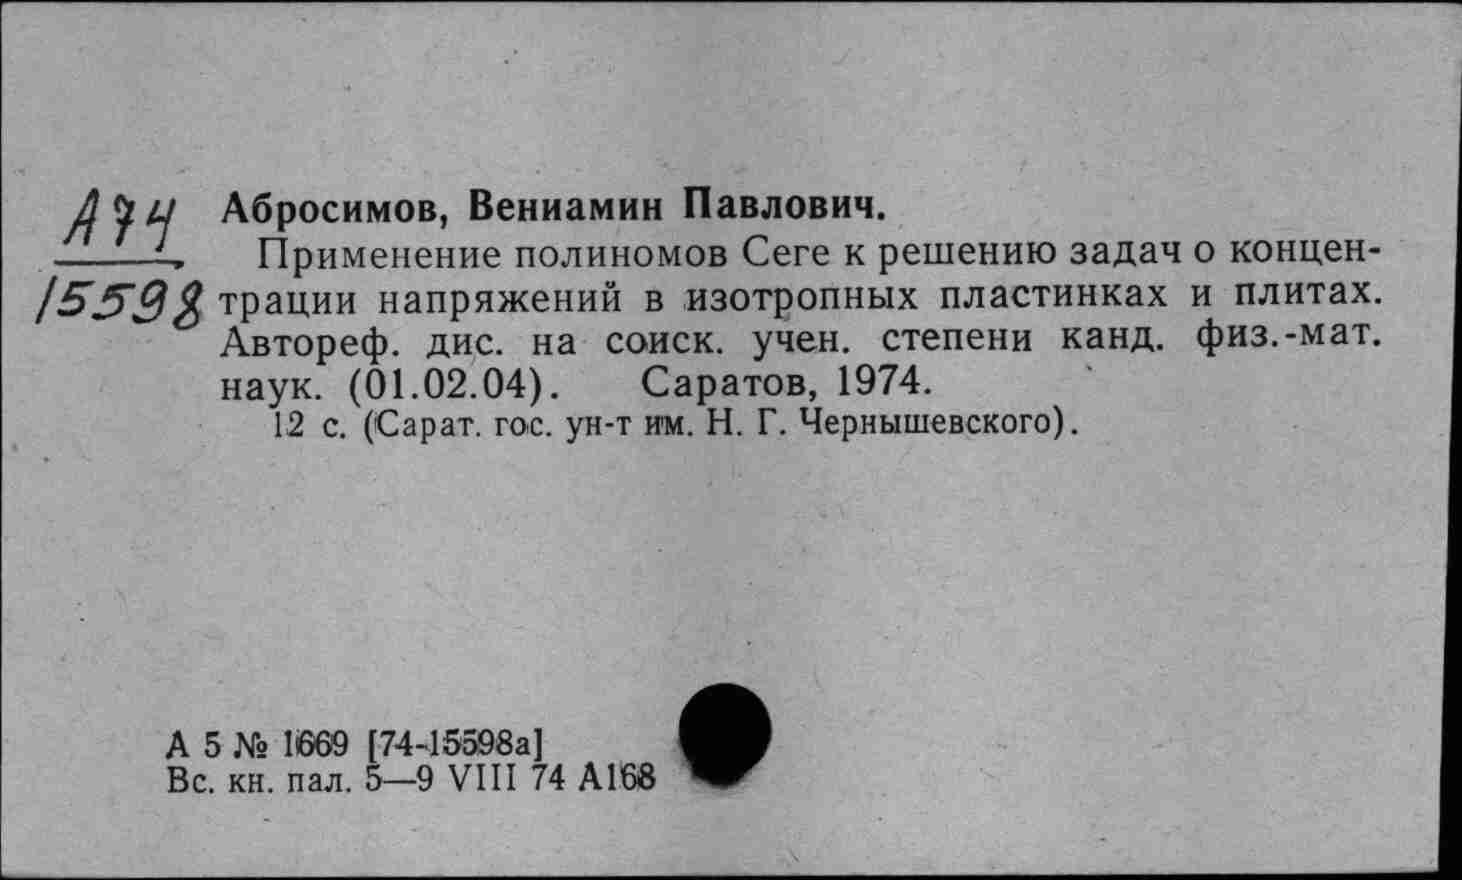 А74
15598
Абросимов, Вениамин Павлович.
Применение полиномов Сеге к решению задач о концен-
трации напряжений в изотропных пластинках и плитах.
Автореф. дис. на соиск. учен. степени канд. физ.-мат.
наук. (01.02.04). Саратов, 1974.
12 с. (Сарат. гос. ун-т им. Н. Г. Чернышевского).
А 5 № 1669 [74-15598а]
Вс. кн. пал. 5—9 VIII 74 А168